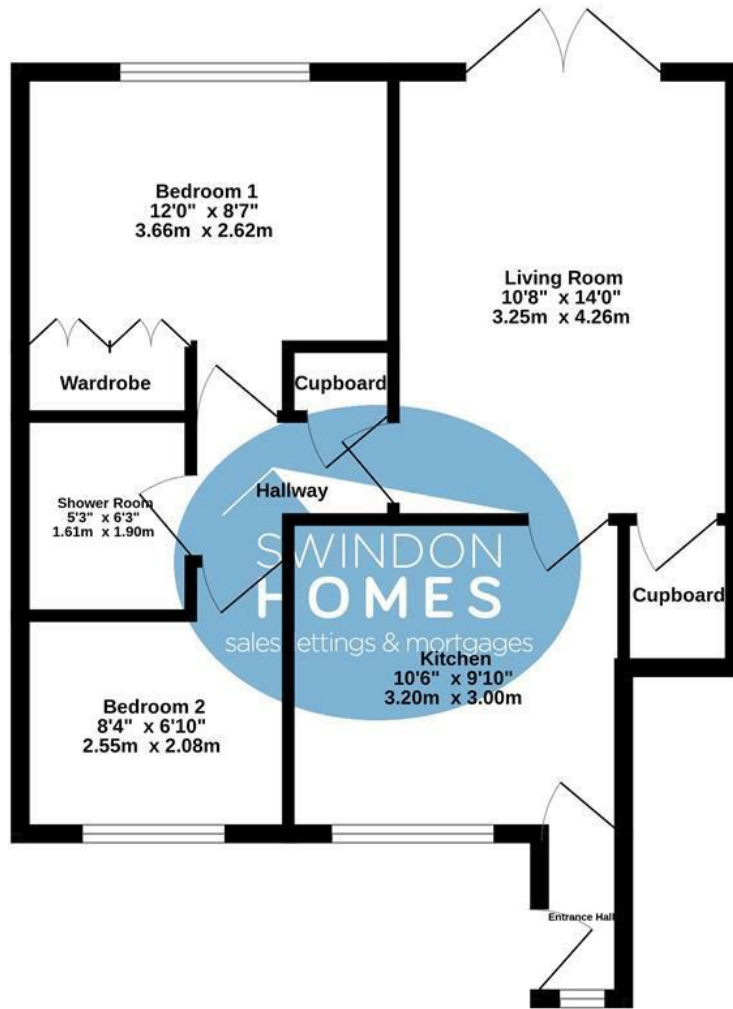 Bedroom 1
12'0" x 8'7"
3.66m x 2.62m
Living Room
10'8" x 14'0"
3.25m x 4.26m
Wardrobe
Cupboard
Shower Room
5'3" x 6'3"
1.61m x 1.90m
Hallway
SWINDON
HOMES
sales lettings & mortgages
Cupboard
Kitchen
10'6" x 9'10"
3.20m x 3.00m
Bedroom 2
8'4" x 6'10"
2.55m x 2.08m
Entrance Hall